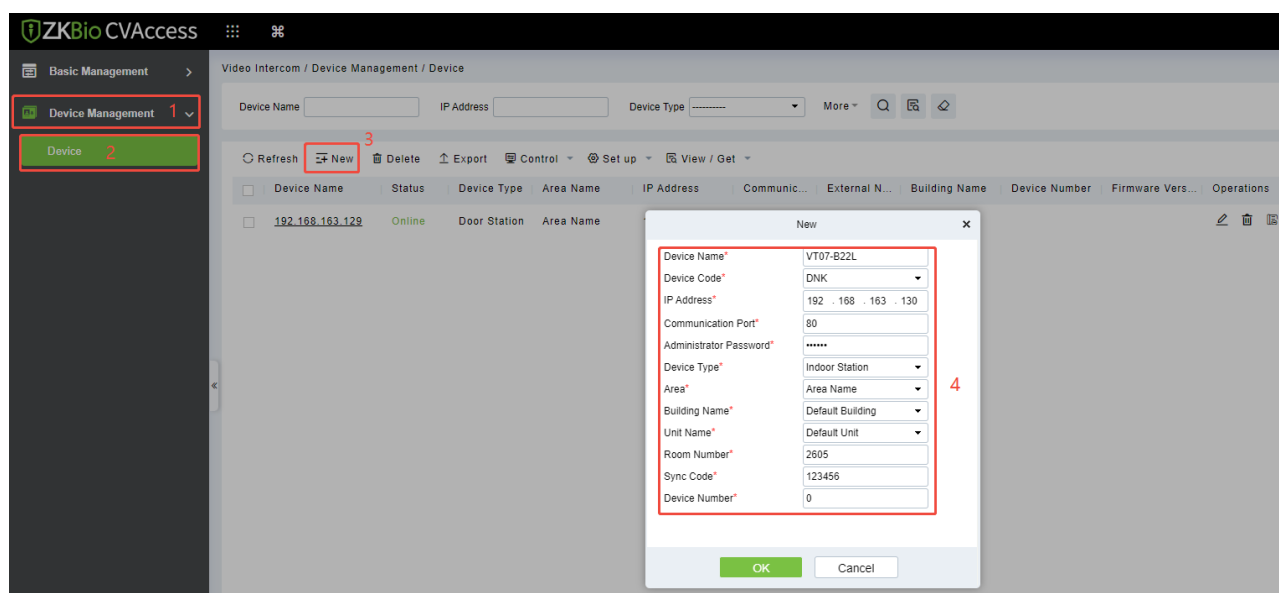 ZKBio CVAccess
Basic Management
Video Intercom / Device Management / Device
Device Management 1
Device Name
IP Address
Device Type ----------
More
Device 2
3
Refresh New Delete Export Control Set up View / Get
Device Name Status Device Type Area Name IP Address Communic... External N... Building Name Device Number Firmware Vers... Operations
192.168.163.129 Online Door Station Area Name
New
Device Name* VT07-B22L
Device Code* DNK
IP Address* 192 . 168 . 163 . 130
Communication Port* 80
Administrator Password* ••••••
Device Type* Indoor Station
Area* Area Name
4
Building Name* Default Building
Unit Name* Default Unit
Room Number* 2605
Sync Code* 123456
Device Number* 0
OK Cancel